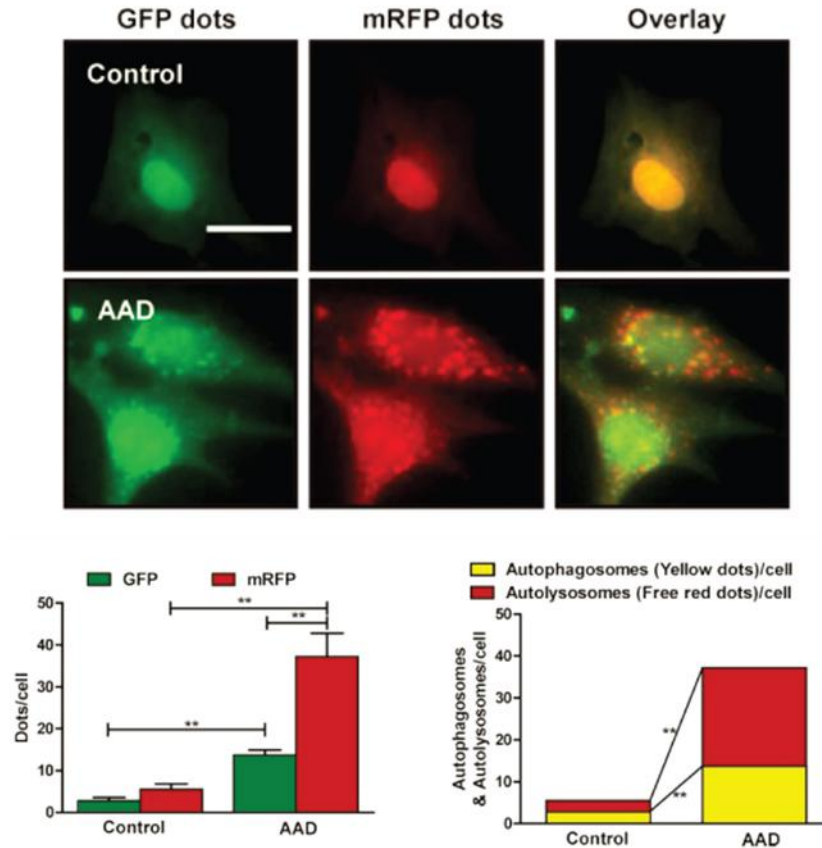 GFP dots mRFP dots Overlay
Control
AAD
GFP mRFP
50
40
30
20
10
0
Dots/cell
**
**
**
Control AAD
Autophagosomes (Yellow dots)/cell
Autolysosomes (Free red dots)/cell
50
40
30
20
10
0
Autophagosomes
& Autolysosomes/cell
**
**
Control AAD